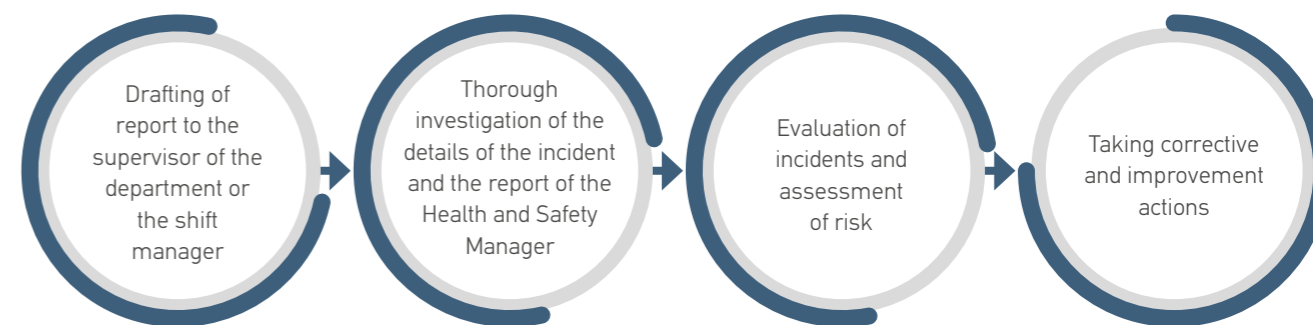 Drafting of
report to the
supervisor of the
department or
the shift
manager
Thorough
investigation of the
details of the incident
and the report of the
Health and Safety
Manager
Evaluation of
incidents and
assessment
of risk
Taking corrective
and improvement
actions